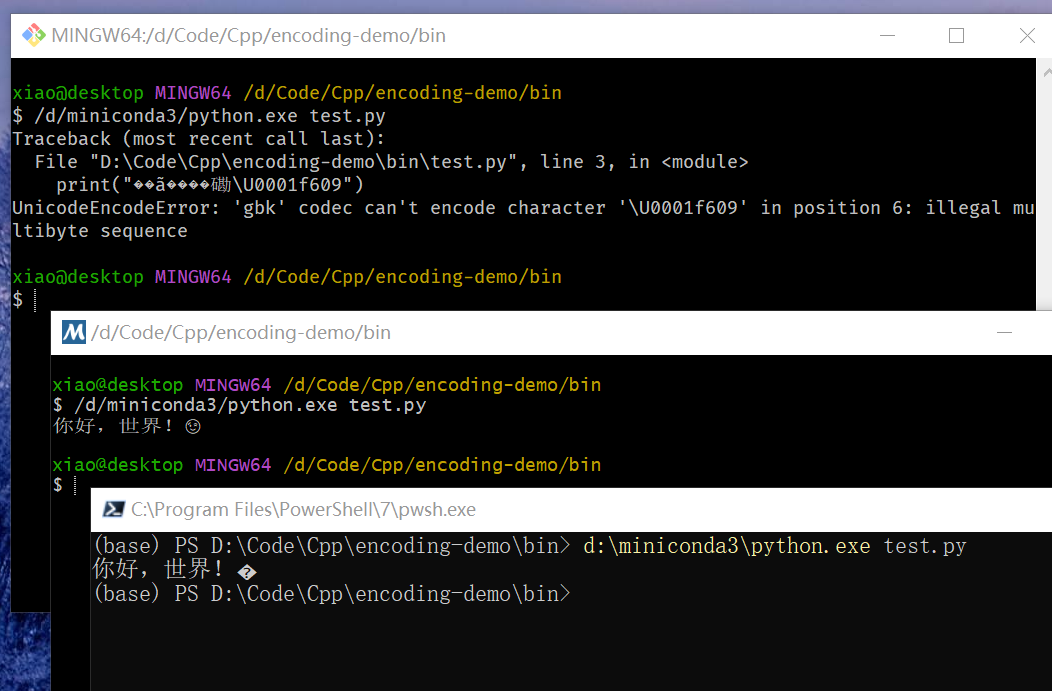 MINGW64:/d/Code/Cpp/encoding-demo/bin
xiao@desktop MINGW64 /d/Code/Cpp/encoding-demo/bin
$ /d/miniconda3/python.exe test.py
Traceback (most recent call last):
  File "D:\Code\Cpp\encoding-demo\bin\test.py", line 3, in <module>
    print("��ã����磡\U0001f609")
UnicodeEncodeError: 'gbk' codec can't encode character '\U0001f609' in position 6: illegal mu
ltibyte sequence
xiao@desktop MINGW64 /d/Code/Cpp/encoding-demo/bin
$
/d/Code/Cpp/encoding-demo/bin
xiao@desktop MINGW64 /d/Code/Cpp/encoding-demo/bin
$ /d/miniconda3/python.exe test.py
你好，世界！😉
xiao@desktop MINGW64 /d/Code/Cpp/encoding-demo/bin
$
C:\Program Files\PowerShell\7\pwsh.exe
(base) PS D:\Code\Cpp\encoding-demo\bin> d:\miniconda3\python.exe test.py
你好，世界！�
(base) PS D:\Code\Cpp\encoding-demo\bin>